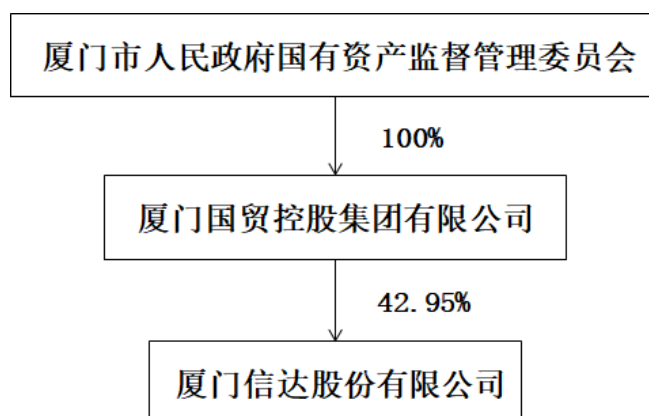 厦门市人民政府国有资产监督管理委员会
100%
厦门国贸控股集团有限公司
42.95%
厦门信达股份有限公司